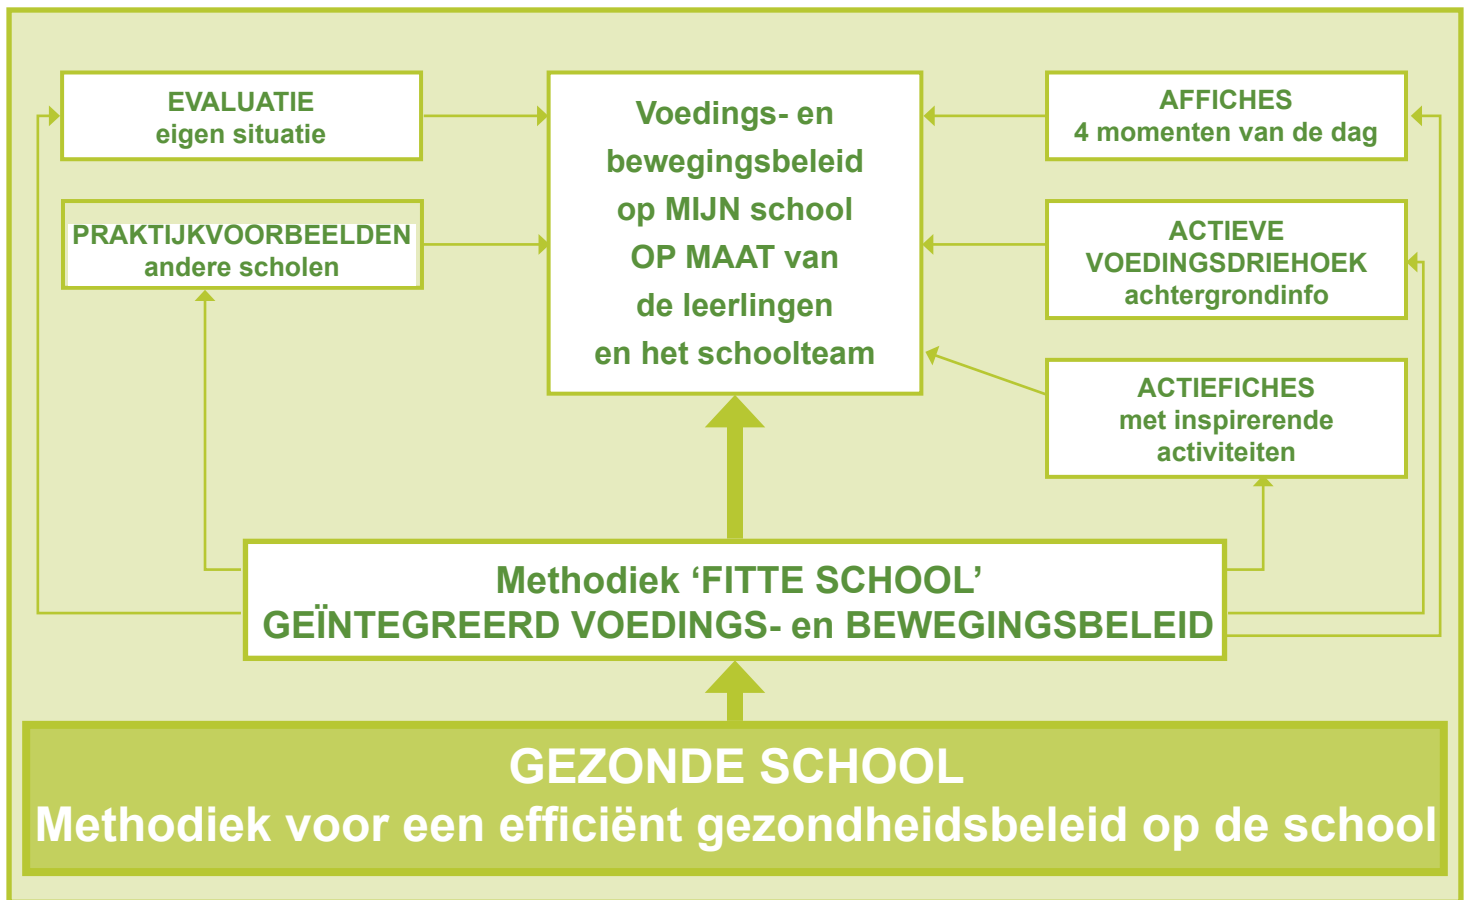 EVALUATIE
eigen situatie
PRAKTIJKVOORBEELDEN
andere scholen
Voedings- en
bewegingsbeleid
op MIJN school
OP MAAT van
de leerlingen
en het schoolteam
AFFICHES
4 momenten van de dag
ACTIEVE
VOEDINGSDRIEHOEK
achtergrondinfo
ACTIEFICHES
met inspirerende
activiteiten
Methodiek ‘FITTE SCHOOL’
GEÏNTEGREERD VOEDINGS- en BEWEGINGSBELEID
GEZONDE SCHOOL
Methodiek voor een efficiënt gezondheidsbeleid op de school